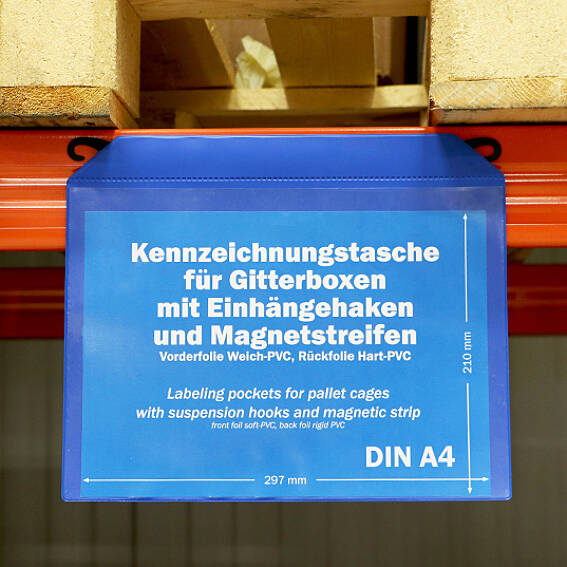 Kennzeichnungstasche
für Gitterboxen
mit Einhängehaken
und Magnetstreifen
Vorderfolie Weich-PVC, Rückfolie Hart-PVC
Labeling pockets for pallet cages
with suspension hooks and magnetic strip
front foil soft-PVC, back foil rigid PVC
DIN A4
297 mm
210 mm